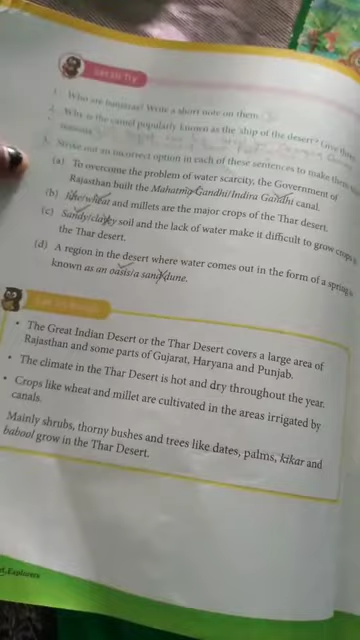 Let Us Try
1. Who are banjaras? Write a short note on them.
2. Why is the camel popularly known as the 'ship of the desert'? Give three
reasons.
3. Strike out an incorrect option in each of these sentences to make them
(a) To overcome the problem of water scarcity, the Government of
Rajasthan built the Mahatma Gandhi/Indira Gandhi canal.
(b) Rice/wheat and millets are the major crops of the Thar desert.
(c) Sandy/clayey soil and the lack of water make it difficult to grow crops in
the Thar desert.
(d) A region in the desert where water comes out in the form of a spring is
known as an oasis/a sand dune.
• The Great Indian Desert or the Thar Desert covers a large area of
Rajasthan and some parts of Gujarat, Haryana and Punjab.
• The climate in the Thar Desert is hot and dry throughout the year.
• Crops like wheat and millet are cultivated in the areas irrigated by
canals.
Mainly shrubs, thorny bushes and trees like dates, palms, kikar and
babool grow in the Thar Desert.
Explorers